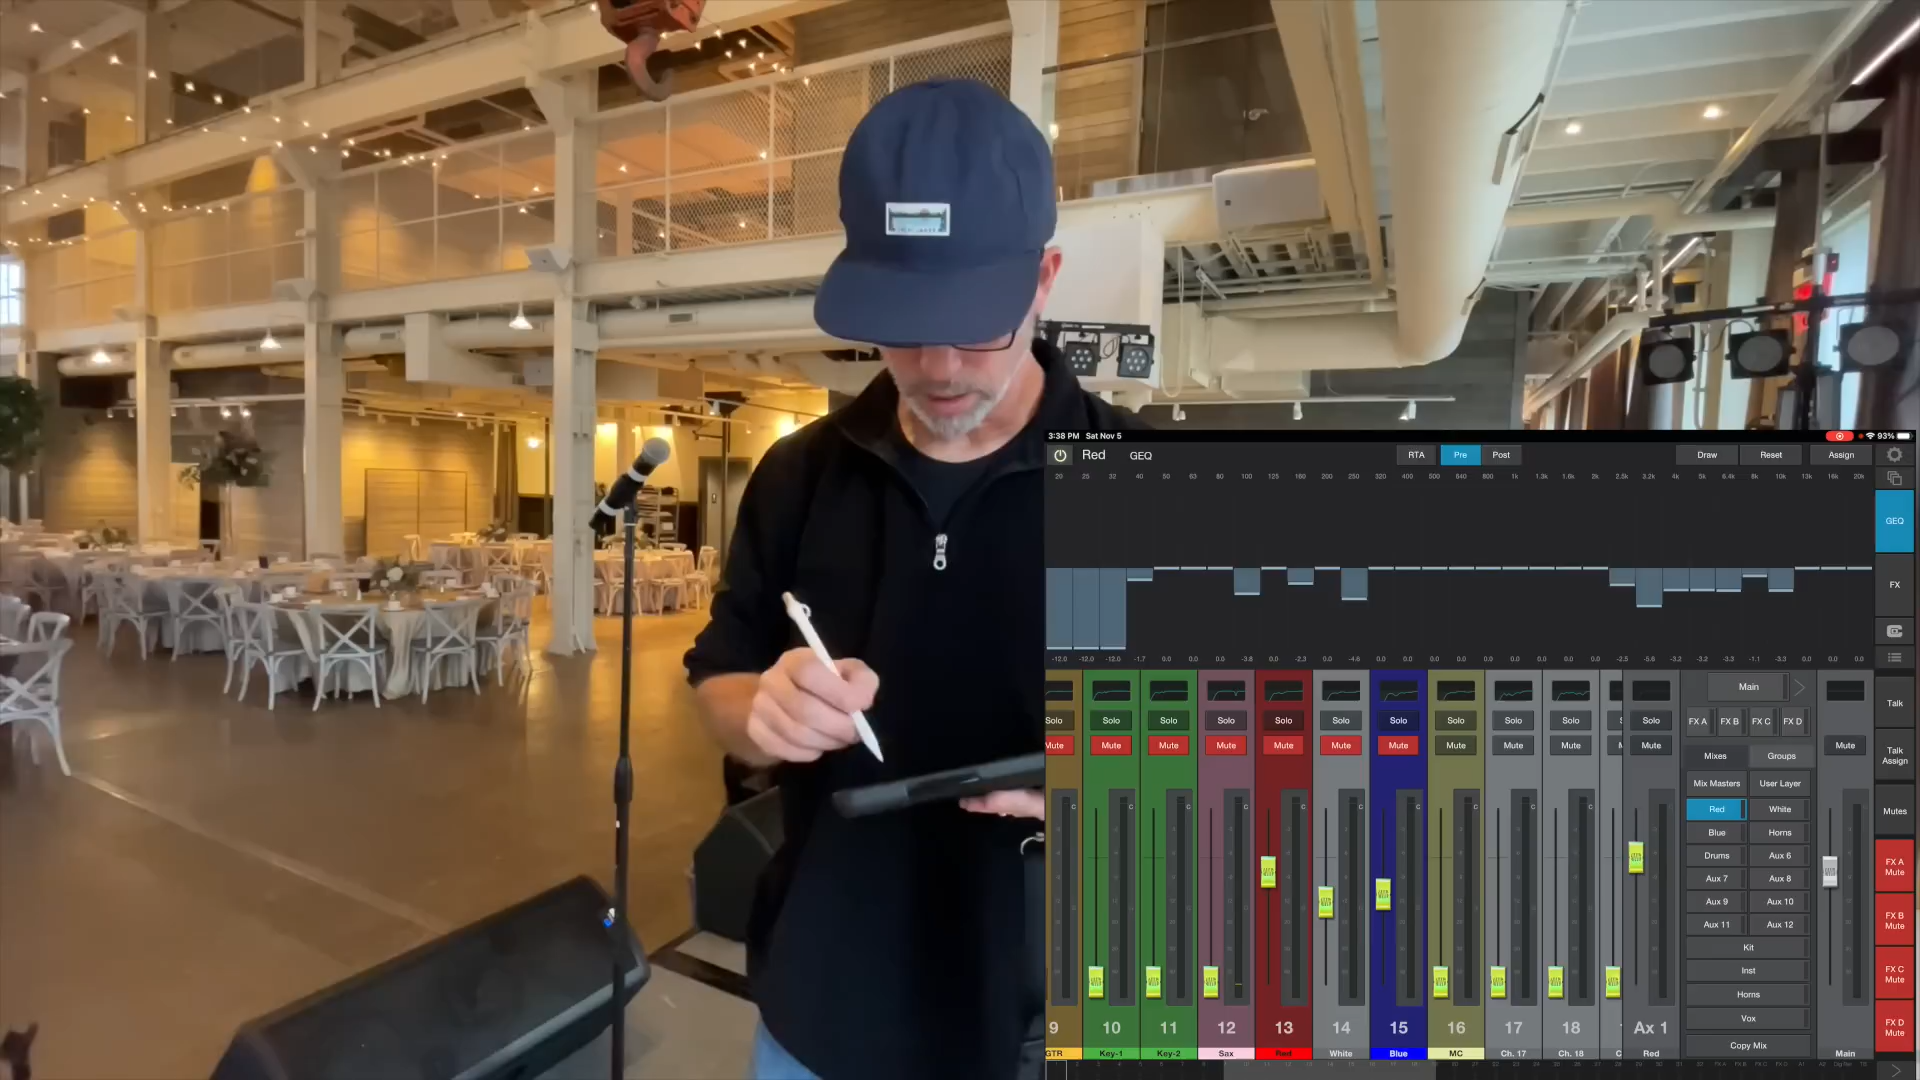 3:38 PM Sat Nov 5 93%
Red GEQ RTA Pre Post Draw Reset Assign
20 25 32 40 50 63 80 100 125 160 200 250 320 400 500 640 800 1k 1.3k 1.6k 2k 2.5k 3.2k 4k 5k 6.4k 8k 10k 13k 16k 20k
GEQ
FX
-12.0 -12.0 -12.0 -1.7 0.0 0.0 0.0 -3.8 0.0 -2.3 0.0 -4.6 0.0 0.0 0.0 0.0 0.0 0.0 0.0 0.0 0.0 -2.5 -5.6 -3.2 -3.2 -3.3 -1.1 -3.3 0.0 0.0 0.0
Main
Talk
Solo Solo Solo Solo Solo Solo Solo Solo Solo Solo Solo FX A FX B FX C FX D
Mute Mute Mute Mute Mute Mute Mute Mute Mute Mute Mute Mute
Mixes Groups
Talk Assign
Mix Masters User Layer
Red White
Mutes
Blue Horns
Drums Aux 6
FX A Mute
Aux 7 Aux 8
Aux 9 Aux 10
FX B Mute
Aux 11 Aux 12
Kit
Inst
FX C Mute
Horns
Vox
FX D Mute
9 10 11 12 13 14 15 16 17 18 Ax 1
Copy Mix
GTR Key-1 Key-2 Sax Red White Blue MC Ch. 17 Ch. 18 C Red Main